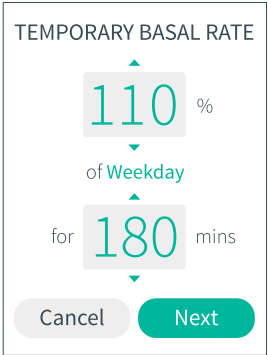 TEMPORARY BASAL RATE
110 %
of Weekday
for 180 mins
Cancel Next